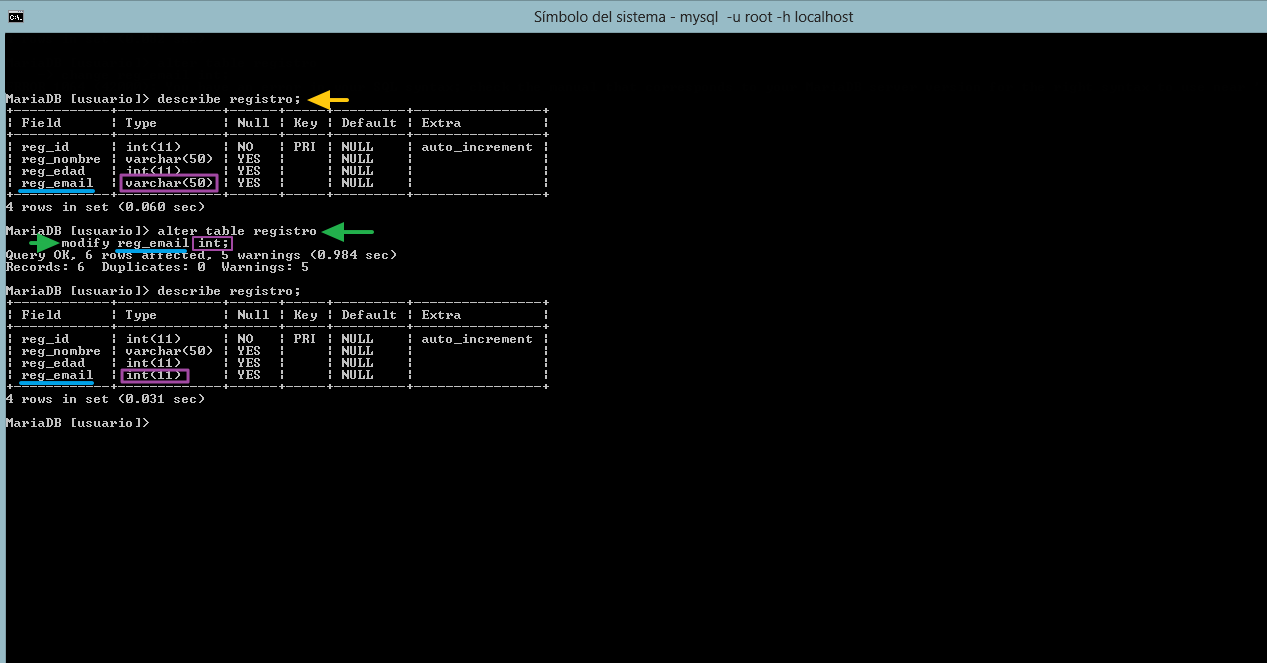 Símbolo del sistema - mysql  -u root -h localhost
MariaDB [usuario]> describe registro;
+-------------+-------------+------+-----+---------+----------------+
| Field       | Type        | Null | Key | Default | Extra          |
+-------------+-------------+------+-----+---------+----------------+
| reg_id      | int(11)     | NO   | PRI | NULL    | auto_increment |
| reg_nombre  | varchar(50) | YES  |     | NULL    |                |
| reg_edad    | int(11)     | YES  |     | NULL    |                |
| reg_email   | varchar(50) | YES  |     | NULL    |                |
+-------------+-------------+------+-----+---------+----------------+
4 rows in set (0.060 sec)
MariaDB [usuario]> alter table registro
modify reg_email int;
Query OK, 6 rows affected, 5 warnings (0.984 sec)
Records: 6  Duplicates: 0  Warnings: 5
MariaDB [usuario]> describe registro;
+-------------+-------------+------+-----+---------+----------------+
| Field       | Type        | Null | Key | Default | Extra          |
+-------------+-------------+------+-----+---------+----------------+
| reg_id      | int(11)     | NO   | PRI | NULL    | auto_increment |
| reg_nombre  | varchar(50) | YES  |     | NULL    |                |
| reg_edad    | int(11)     | YES  |     | NULL    |                |
| reg_email   | int(11)     | YES  |     | NULL    |                |
+-------------+-------------+------+-----+---------+----------------+
4 rows in set (0.031 sec)
MariaDB [usuario]>